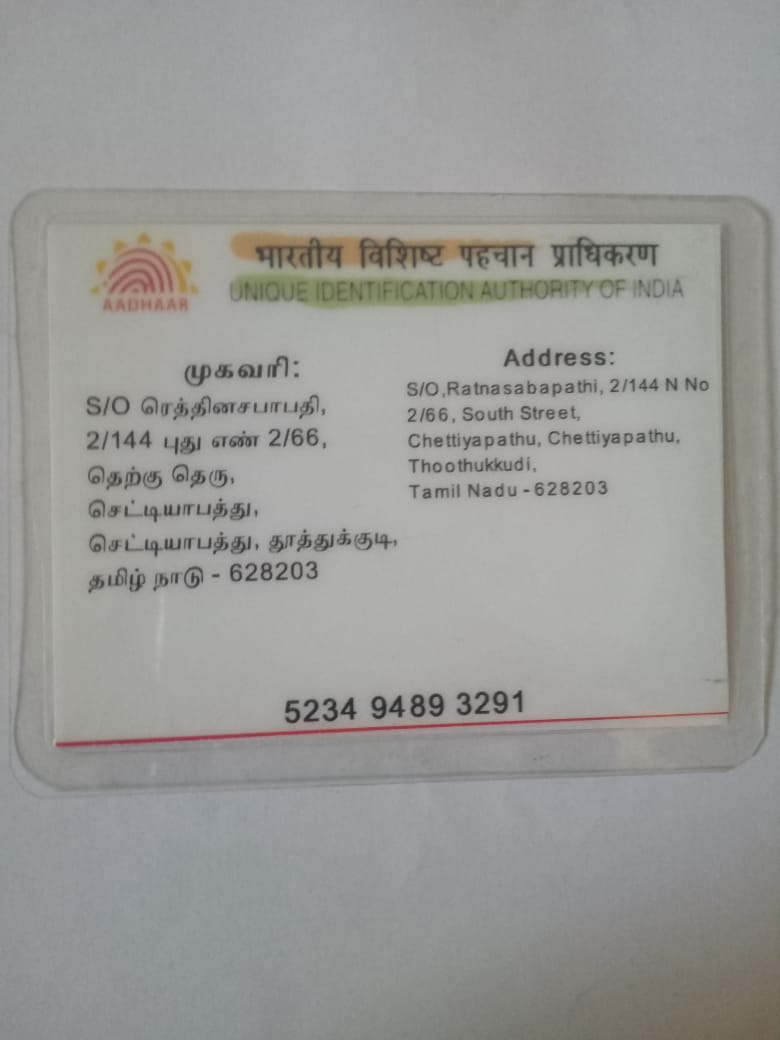 AADHAAR
भारतीय विशिष्ट पहचान प्राधिकरण
UNIQUE IDENTIFICATION AUTHORITY OF INDIA
முகவரி:
S/O ரெத்தினசபாபதி,
2/144 புது எண் 2/66,
தெற்கு தெரு,
செட்டியாபத்து,
செட்டியாபத்து, தூத்துக்குடி,
தமிழ் நாடு - 628203
Address:
S/O,Ratnasabapathi, 2/144 N No
2/66, South Street,
Chettiyapathu, Chettiyapathu,
Thoothukkudi,
Tamil Nadu - 628203
5234 9489 3291